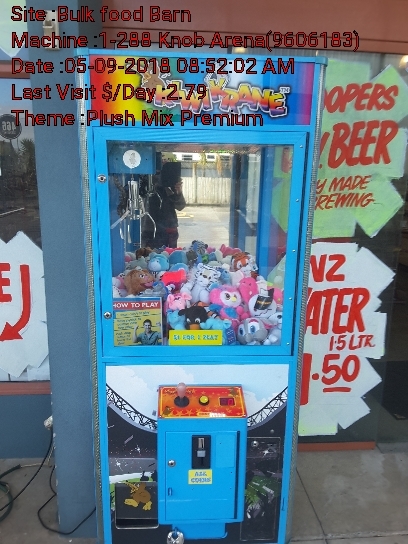 Site :Bulk food Barn
Machine :1-288 Knob Arena(9606183)
Date :05-09-2018 08:52:02 AM
Last Visit $/Day :2.79
Theme :Plush Mix Premium
OOPERS
BEER
Y MADE
REWING
NZ
ATER
1.5 LTR.
1.50
HOW TO PLAY